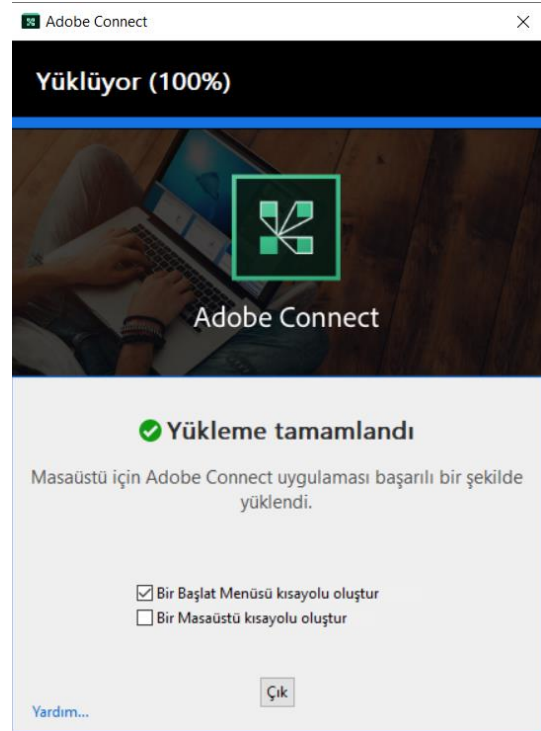 Adobe Connect
Yüklüyor (100%)
Adobe Connect
Yükleme tamamlandı
Masaüstü için Adobe Connect uygulaması başarılı bir şekilde
yüklendi.
Bir Başlat Menüsü kısayolu oluştur
Bir Masaüstü kısayolu oluştur
Çık
Yardım...